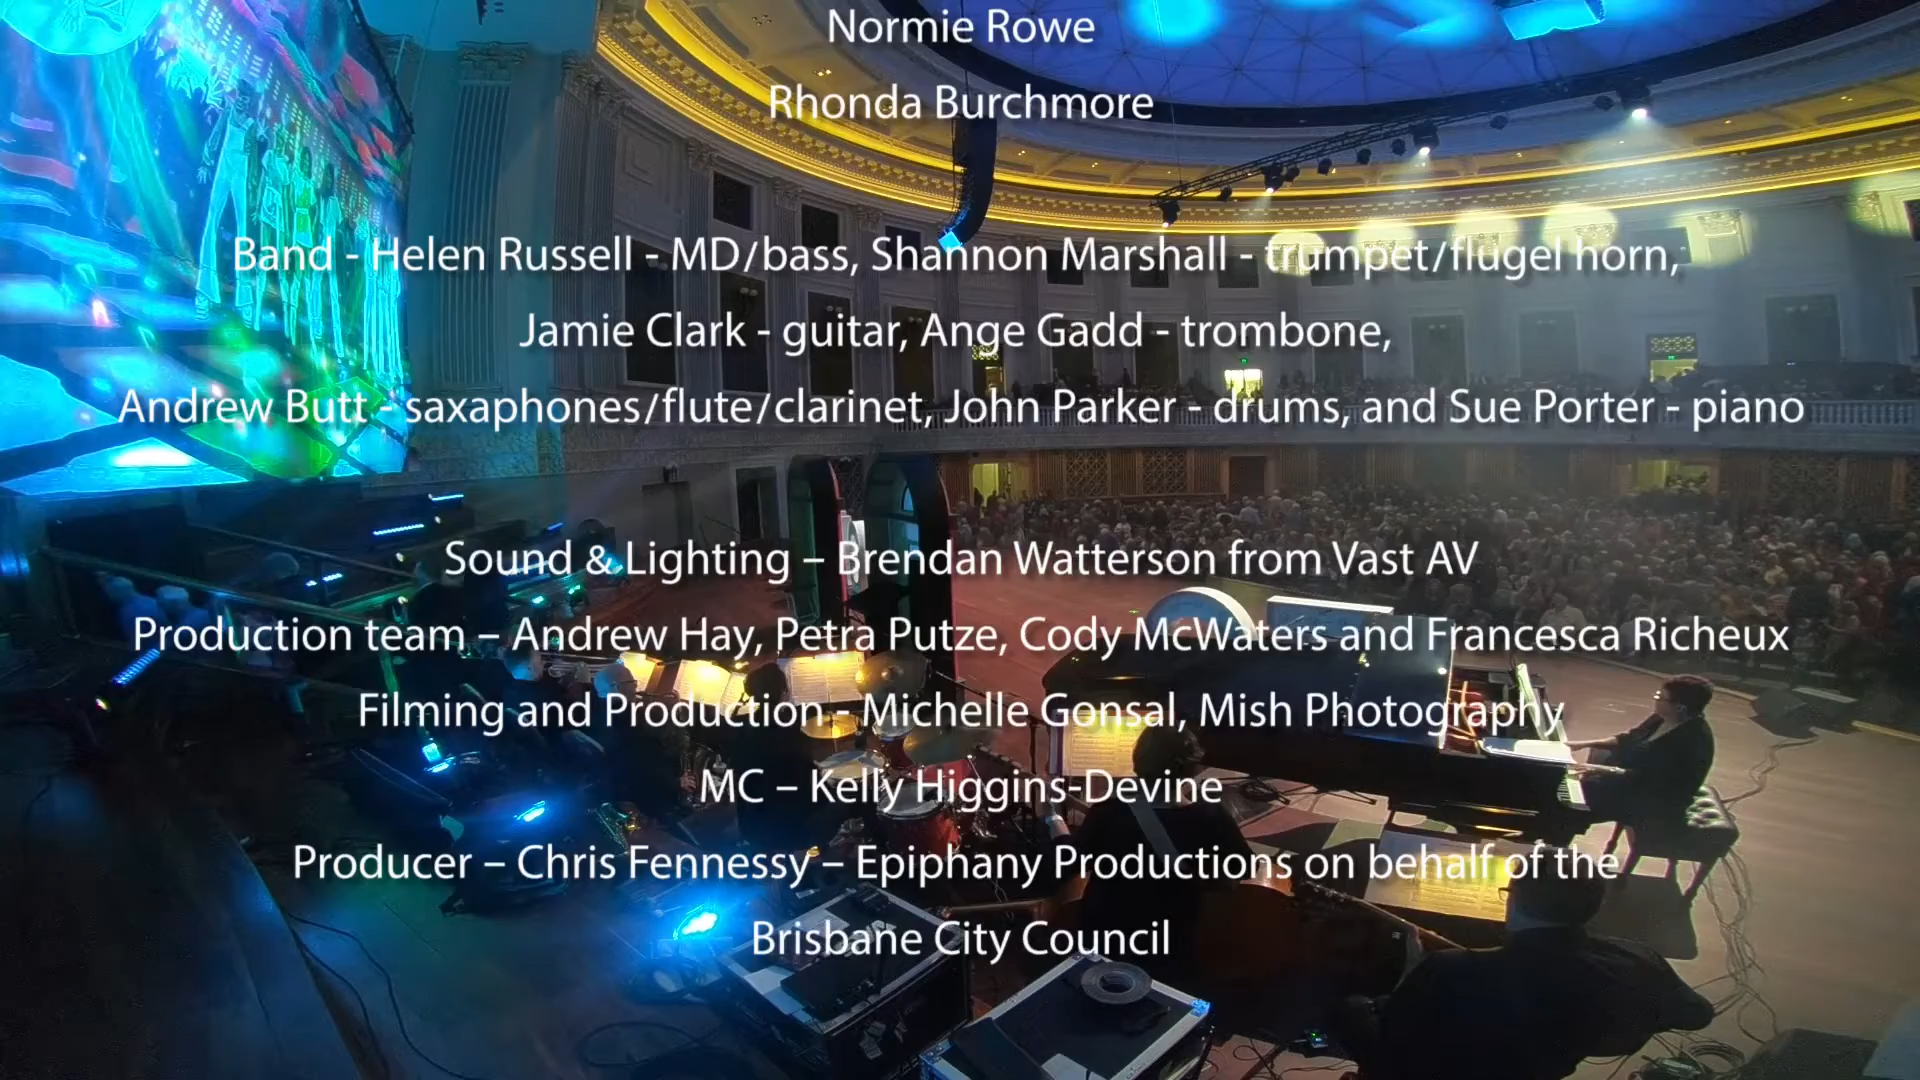 Normie Rowe
Rhonda Burchmore
Band - Helen Russell - MD/bass, Shannon Marshall - trumpet/flugel horn,
Jamie Clark - guitar, Ange Gadd - trombone,
Andrew Butt - saxaphones/flute/clarinet, John Parker - drums, and Sue Porter - piano
Sound & Lighting – Brendan Watterson from Vast AV
Production team – Andrew Hay, Petra Putze, Cody McWaters and Francesca Richeux
Filming and Production - Michelle Gonsal, Mish Photography
MC – Kelly Higgins-Devine
Producer – Chris Fennessy – Epiphany Productions on behalf of the
Brisbane City Council